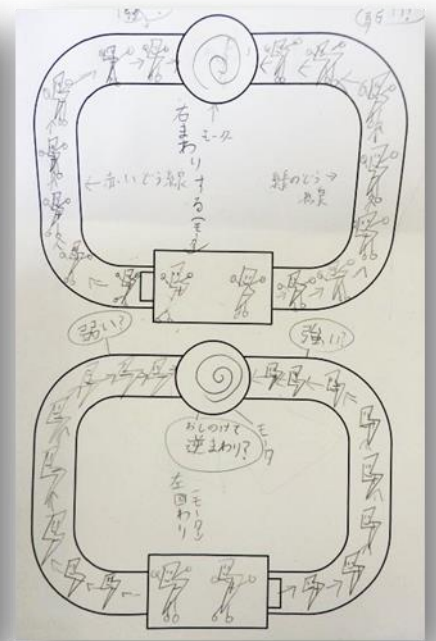 モータ
右まわりする(モータ)
←赤いどう線
緑のどう線→
弱い?
強い?
おしのけて
逆まわり?
モータ
(モータ)
左回わり